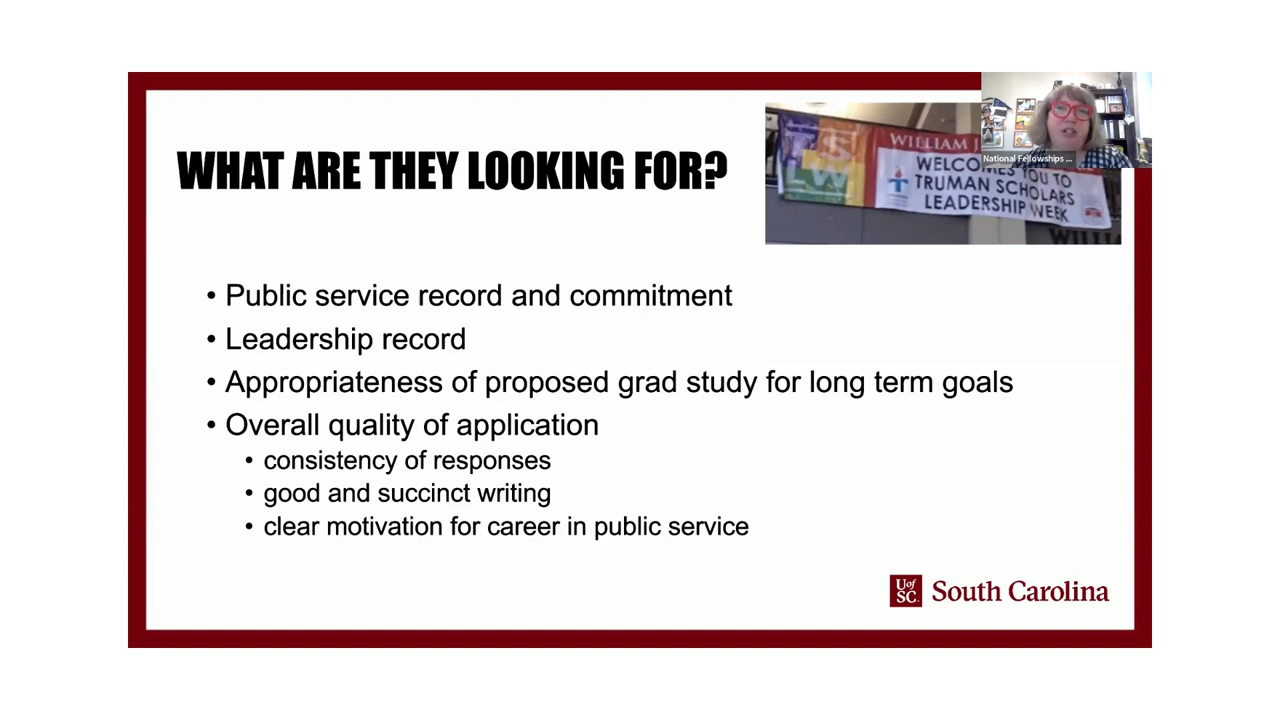 WHAT ARE THEY LOOKING FOR?
WILLIAM J
WELCOMES YOU TO
TRUMAN SCHOLARS
LEADERSHIP WEEK
National Fellowships ...
• Public service record and commitment
• Leadership record
• Appropriateness of proposed grad study for long term goals
• Overall quality of application
• consistency of responses
• good and succinct writing
• clear motivation for career in public service
UofSC South Carolina